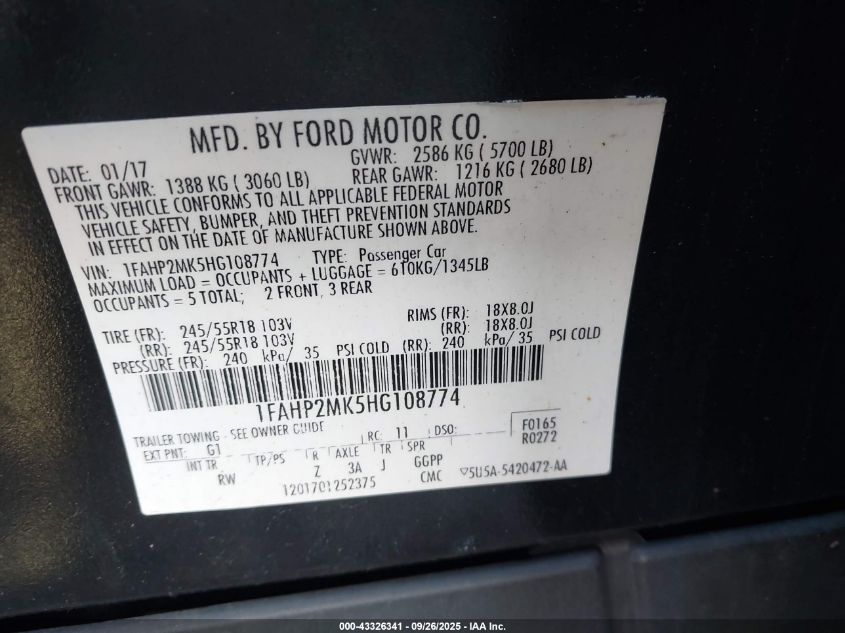 MFD. BY FORD MOTOR CO.
DATE: 01/17 GVWR: 2586 KG ( 5700 LB)
FRONT GAWR: 1388 KG ( 3060 LB) REAR GAWR: 1216 KG ( 2680 LB)
THIS VEHICLE CONFORMS TO ALL APPLICABLE FEDERAL MOTOR
VEHICLE SAFETY, BUMPER, AND THEFT PREVENTION STANDARDS
IN EFFECT ON THE DATE OF MANUFACTURE SHOWN ABOVE.
VIN: 1FAHP2MK5HG108774 TYPE: Passenger Car
MAXIMUM LOAD = OCCUPANTS + LUGGAGE = 610KG/1345LB
OCCUPANTS = 5 TOTAL; 2 FRONT, 3 REAR
TIRE (FR): 245/55R18 103V RIMS (FR): 18X8.0J
(RR): 245/55R18 103V (RR): 18X8.0J
PRESSURE (FR): 240 kPa/ 35 PSI COLD (RR): 240 kPa/ 35 PSI COLD
1FAHP2MK5HG108774
TRAILER TOWING - SEE OWNER GUIDE
EXT PNT: G1 RC: 11 DSO: F0165
R0272
INT TR TP/PS R AXLE TR SPR
RW Z 3A J GGPP
1201701252375 CMC 5U5A-5420472-AA
000-43326341 — 09/26/2025 — IAA Inc.